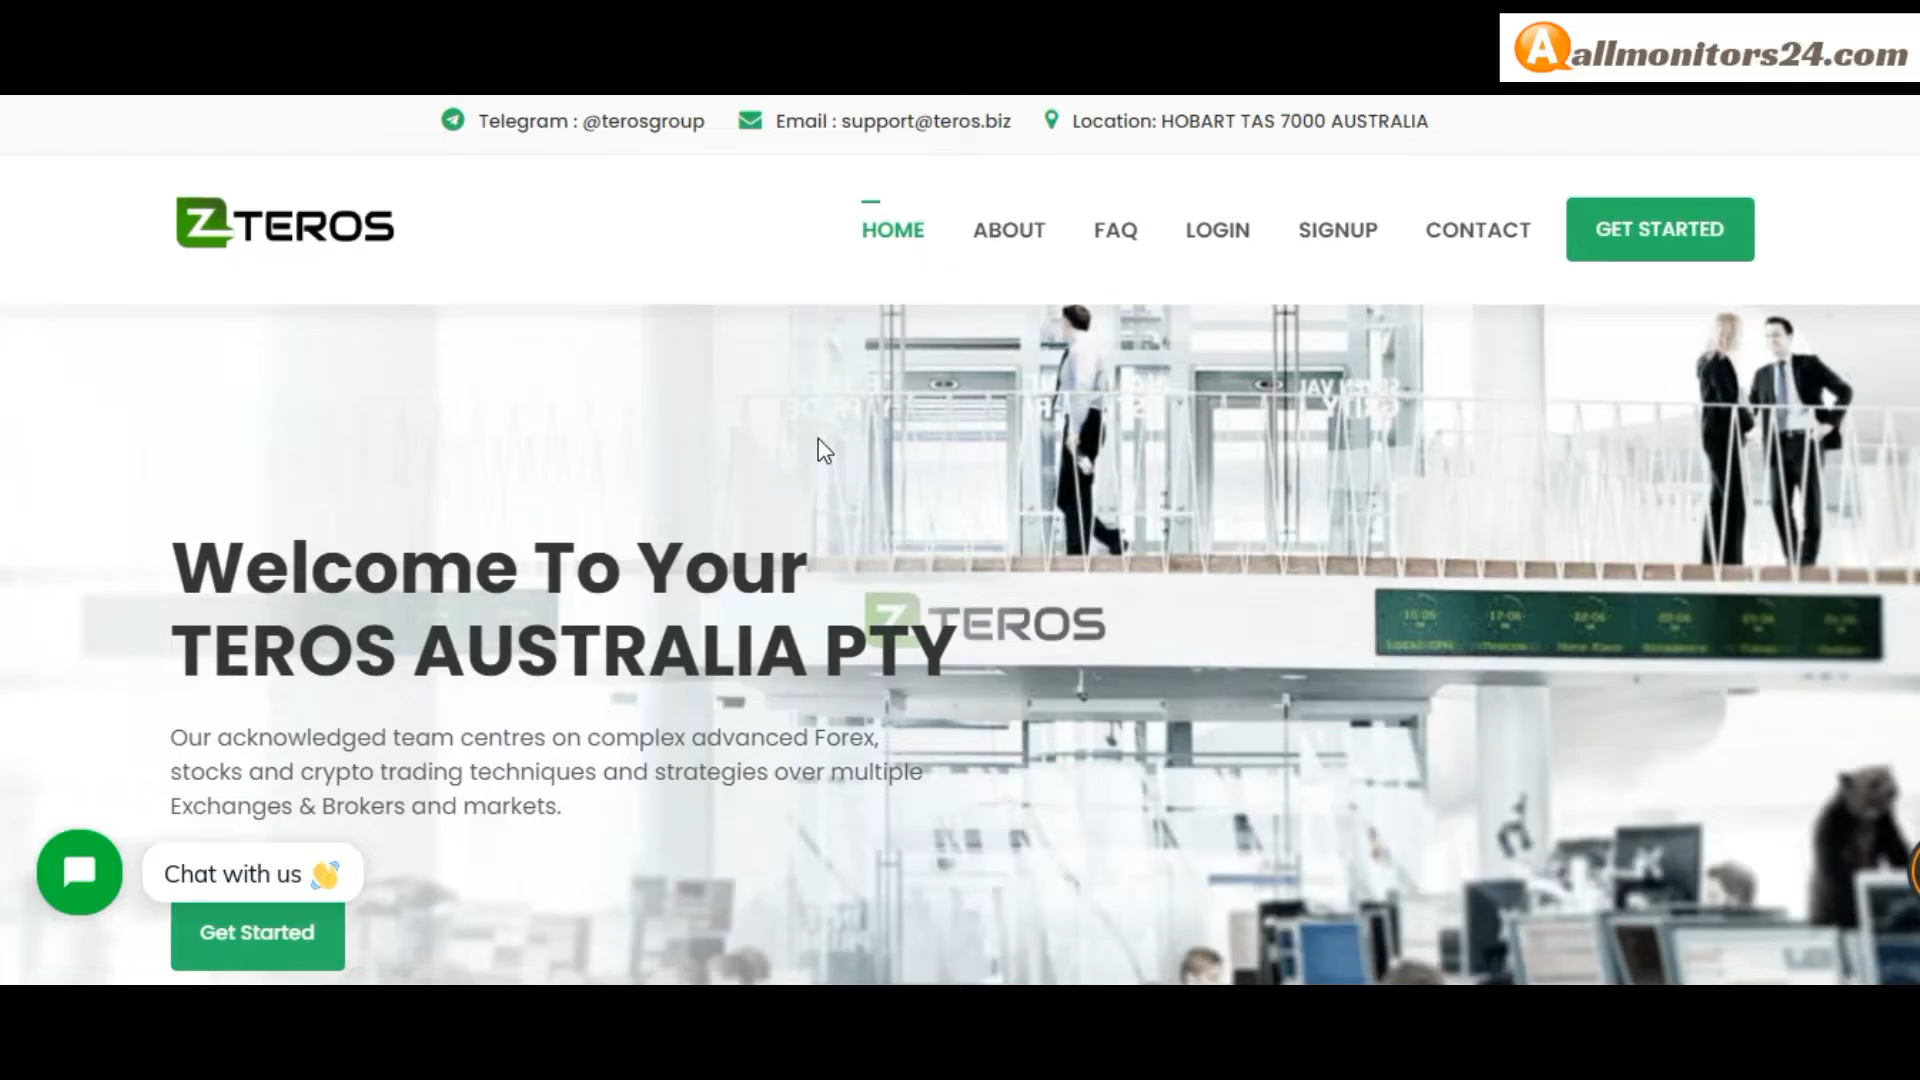 Aallmonitors24.com
Telegram : @terosgroup
Email : support@teros.biz
Location: HOBART TAS 7000 AUSTRALIA
Z TEROS
HOME
ABOUT
FAQ
LOGIN
SIGNUP
CONTACT
GET STARTED
Welcome To Your
TEROS AUSTRALIA PTY
Z TEROS
Our acknowledged team centres on complex advanced Forex,
stocks and crypto trading techniques and strategies over multiple
Exchanges & Brokers and markets.
Chat with us 👋
Get Started